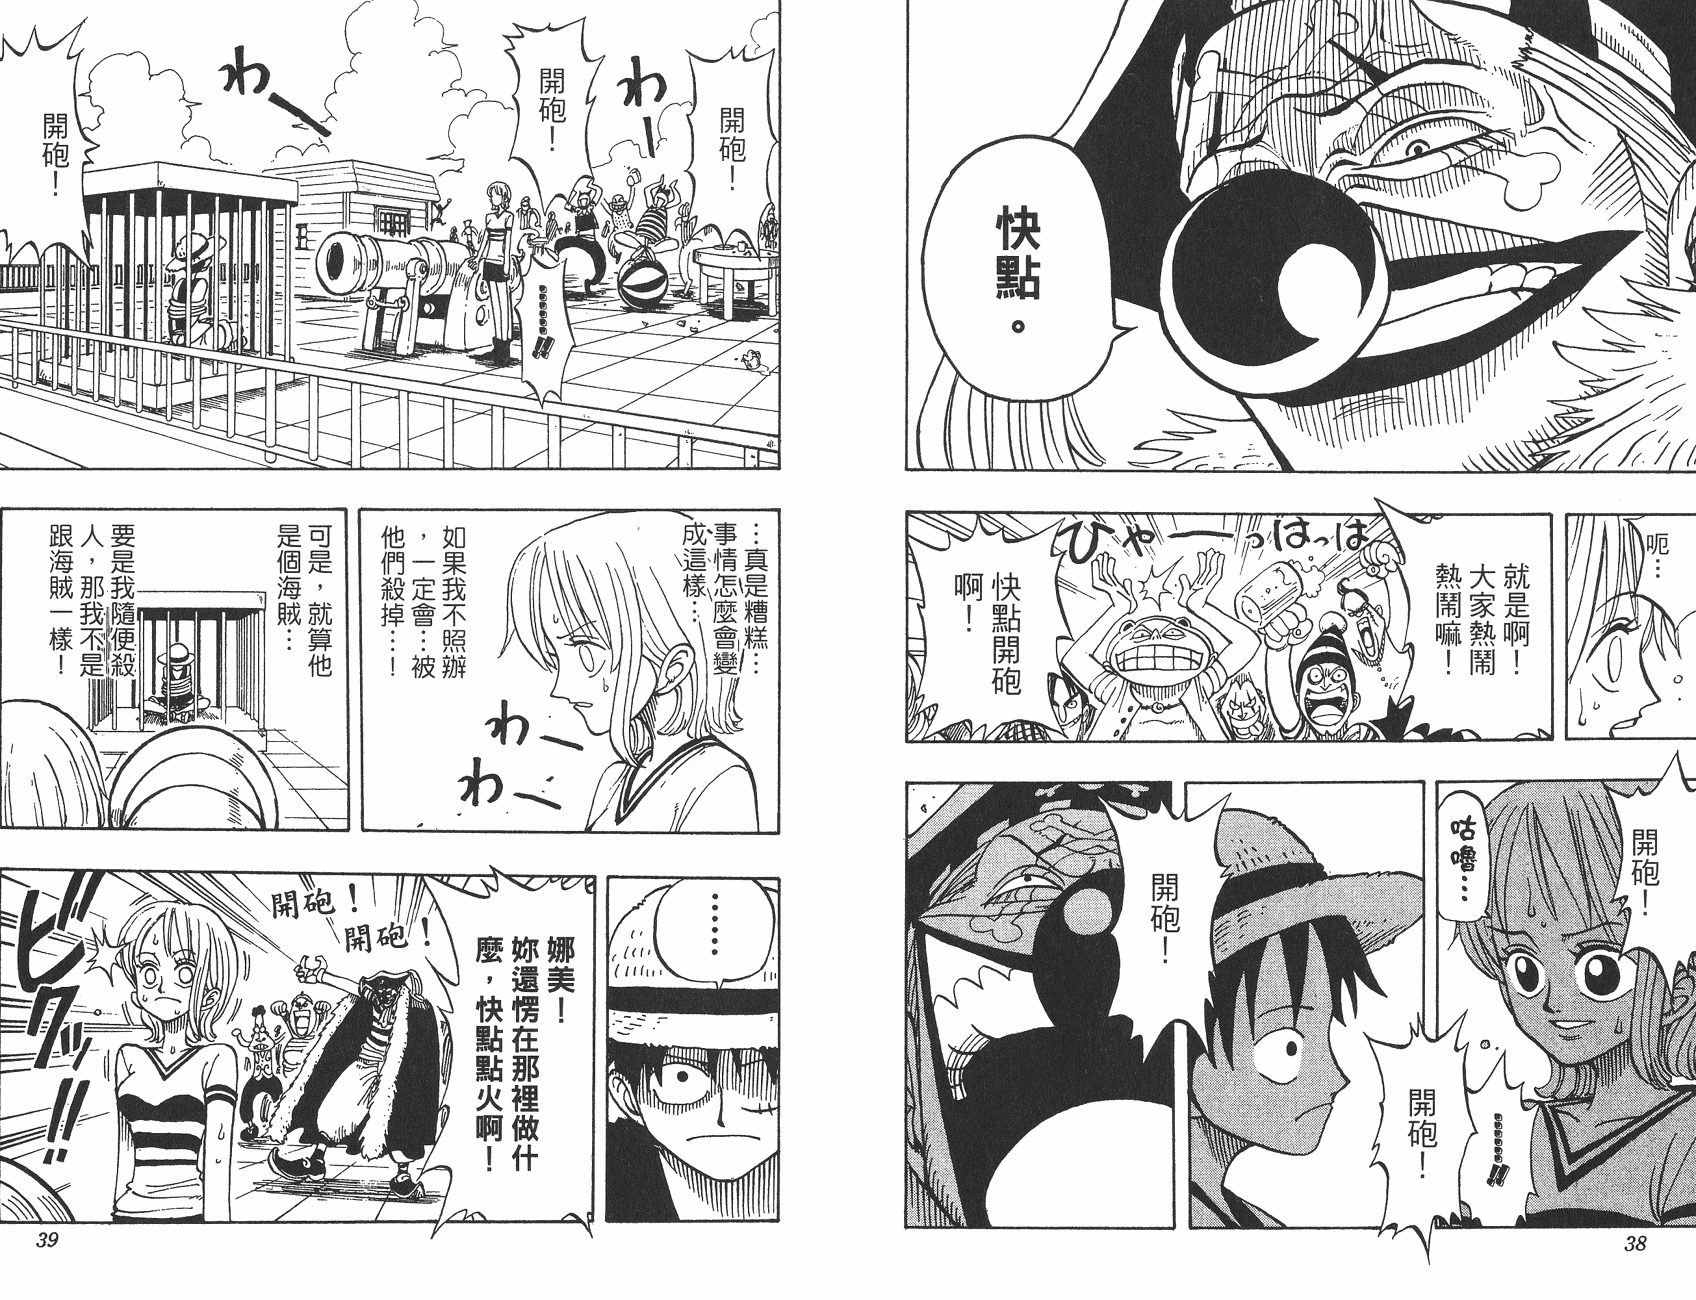 快點。
呃…
就是啊！
大家熱鬧
熱鬧嘛！
ひゃーっはっは
快點開砲
啊！
開砲！
咕嚕…
開砲！
開砲！
……!!
38
開砲！
わー
開砲！
わー
開砲！
……!!
…真是糟糕…
事情怎麼會變
成這樣…
如果我不照辦
，一定會…被
他們殺掉…！
わー
わー
可是，就算他
是個海賊…
要是我隨便殺
人，那我不是
跟海賊一樣！
……
娜美！
妳還愣在那裡做什
麼，快點點火啊！
開砲！
開砲！
ビクッ!!
39